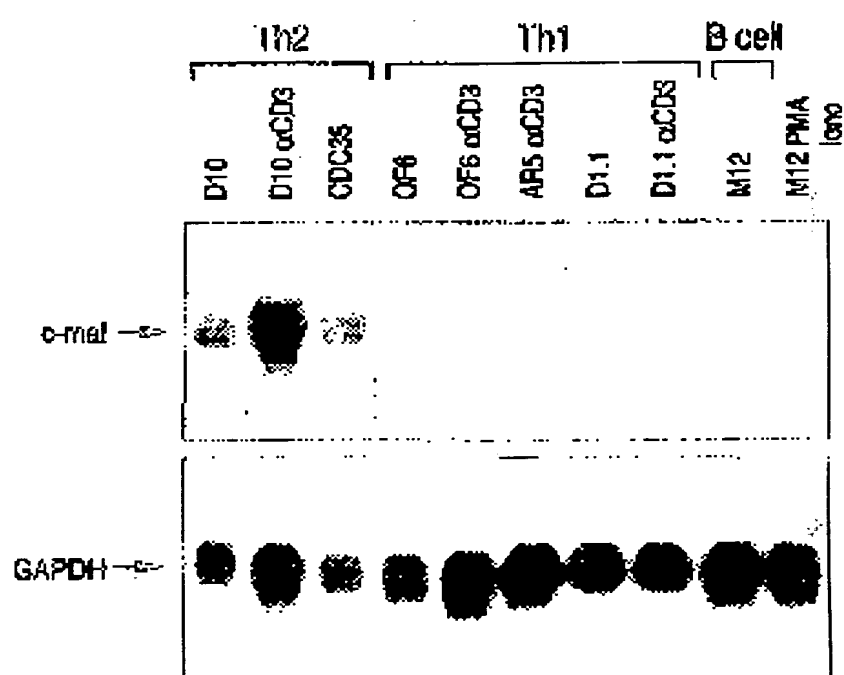 Th2 Th1 B cell
D10
D10 αCD3
CDC35
OF6
OF6 αCD3
AR5 αCD3
D1.1
D1.1 αCD3
M12
M12 PMA
Iono
c-maf
GAPDH